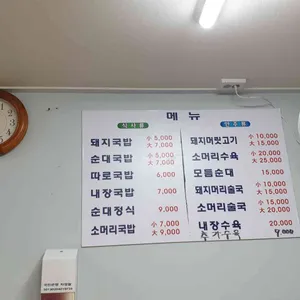 메 뉴
식사류
돼지국밥 小 5,000 大 7,000
순대국밥 小 5,000 大 7,000
따로국밥 6,000
내장국밥 7,000
순대정식 9,000
소머리국밥 小 7,000 大 9,000
안주류
돼지머릿고기 小 10,000 大 15,000
소머리수육 小 20,000 大 25,000
모듬순대 15,000
돼지머리술국 小 10,000 大 15,000
소머리술국 小 15,000 大 20,000
내장수육 20,000